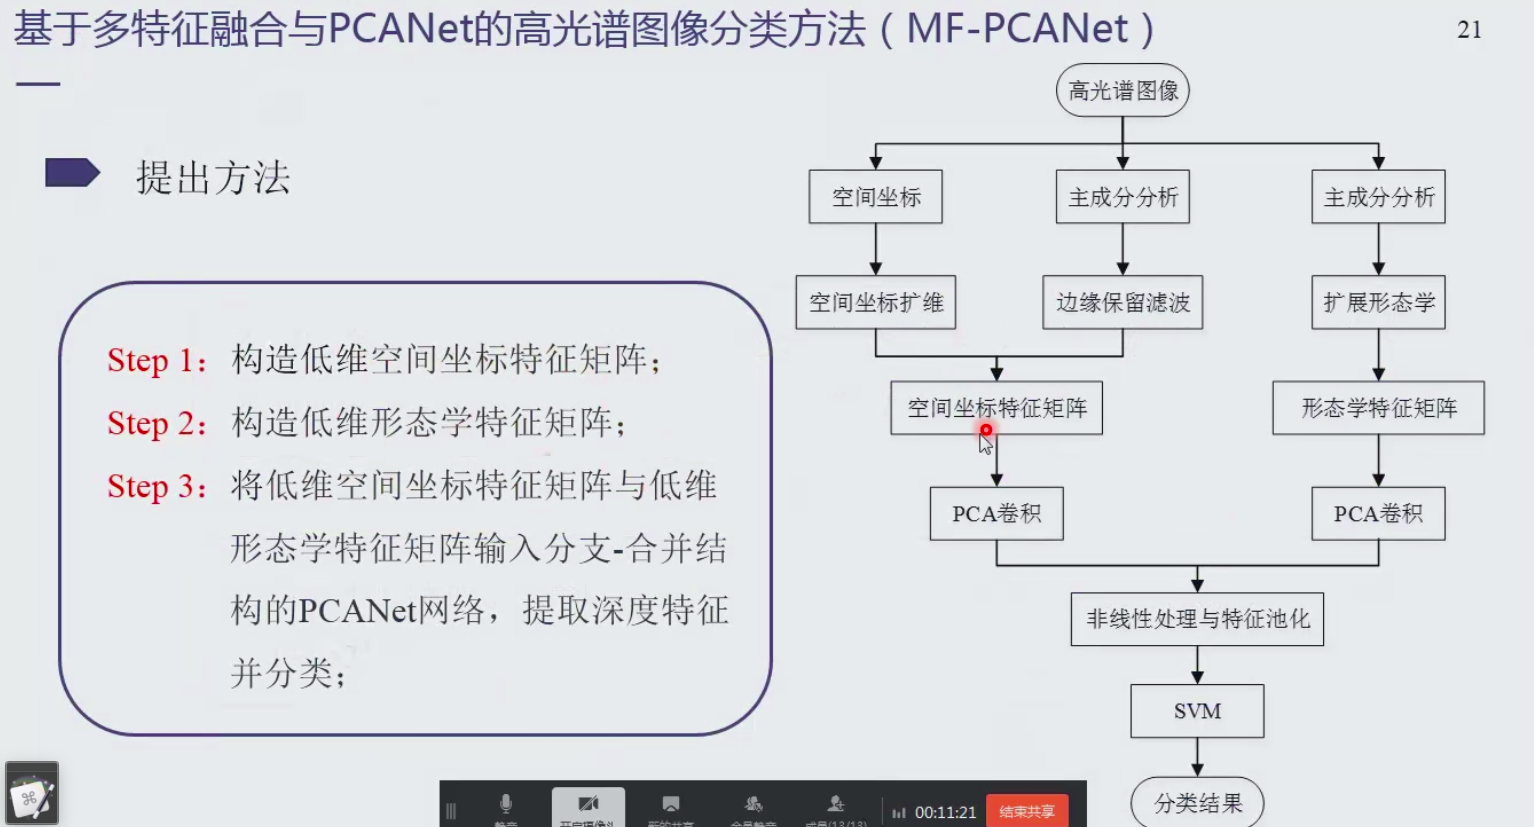 基于多特征融合与PCANet的高光谱图像分类方法（MF-PCANet）
21
提出方法
Step 1：构造低维空间坐标特征矩阵；
Step 2：构造低维形态学特征矩阵；
Step 3：将低维空间坐标特征矩阵与低维
形态学特征矩阵输入分支-合并结
构的PCANet网络，提取深度特征
并分类；
高光谱图像
空间坐标
主成分分析
主成分分析
空间坐标扩维
边缘保留滤波
扩展形态学
空间坐标特征矩阵
形态学特征矩阵
PCA卷积
PCA卷积
非线性处理与特征池化
SVM
分类结果
00:11:21
结束共享